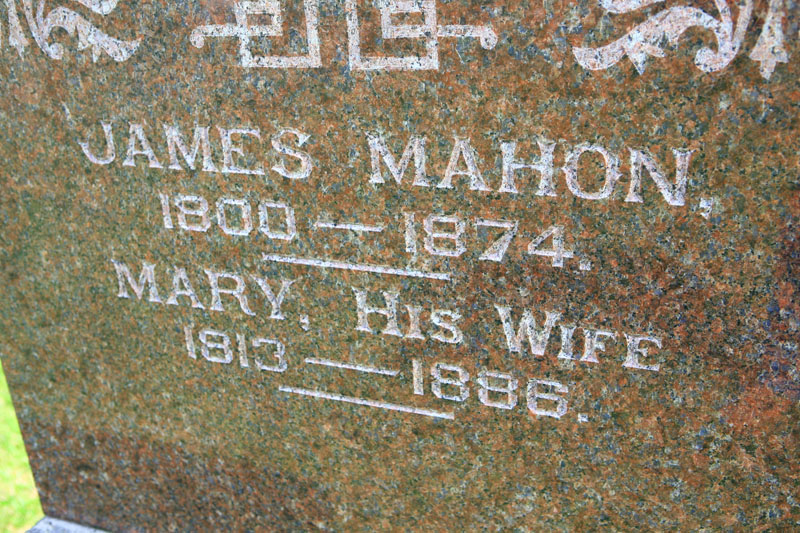 JAMES MAHON,
1800 — 1874.
MARY, HIS WIFE
1813 — 1886.